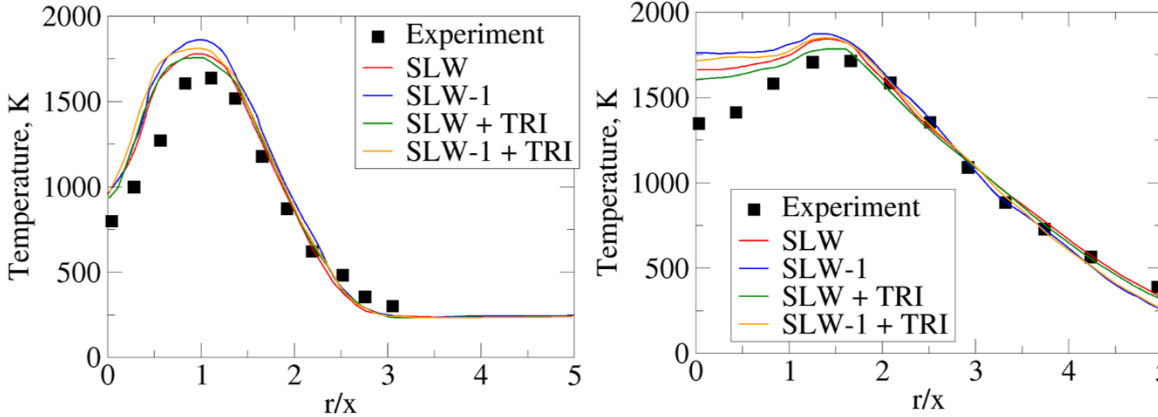 2000
1500
1000
500
0
Temperature, K
Experiment
SLW
SLW-1
SLW + TRI
SLW-1 + TRI
0 1 2 3 4 5
r/x
2000
1500
1000
500
0
Temperature, K
Experiment
SLW
SLW-1
SLW + TRI
SLW-1 + TRI
0 1 2 3 4 5
r/x